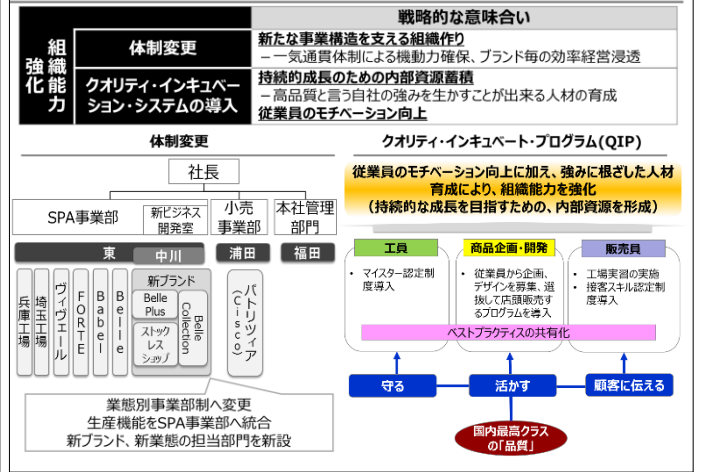 戦略的な意味合い
組織能力
強化
体制変更
新たな事業構造を支える組織作り
－一気通貫体制による機動力確保、ブランド毎の効率経営浸透
クオリティ・インキュベー
ション・システムの導入
持続的成長のための内部資源蓄積
－高品質と言う自社の強みを生かすことが出来る人材の育成
従業員のモチベーション向上
体制変更
社長
SPA事業部
新ビジネス
開発室
小売
事業部
本社管理
部門
東
中川
浦田
福田
兵庫工場
埼玉工場
ヴィヴェール
FORTE
Babel
Belle
新ブランド
Belle
Plus
ストック
レス
ショップ
Belle
Collection
パトリツィア
(Cisco)
業態別事業部制へ変更
生産機能をSPA事業部へ統合
新ブランド、新業態の担当部門を新設
クオリティ・インキュベート・プログラム(QIP)
従業員のモチベーション向上に加え、強みに根ざした人材
育成により、組織能力を強化
（持続的な成長を目指すための、内部資源を形成）
工員
• マイスター認定制
度導入
商品企画・開発
• 従業員から企画、
デザインを募集、選
抜して店頭販売す
るプログラムを導入
販売員
• 工場実習の実施
• 接客スキル認定制
度導入
ベストプラクティスの共有化
守る
活かす
顧客に伝える
国内最高クラス
の「品質」